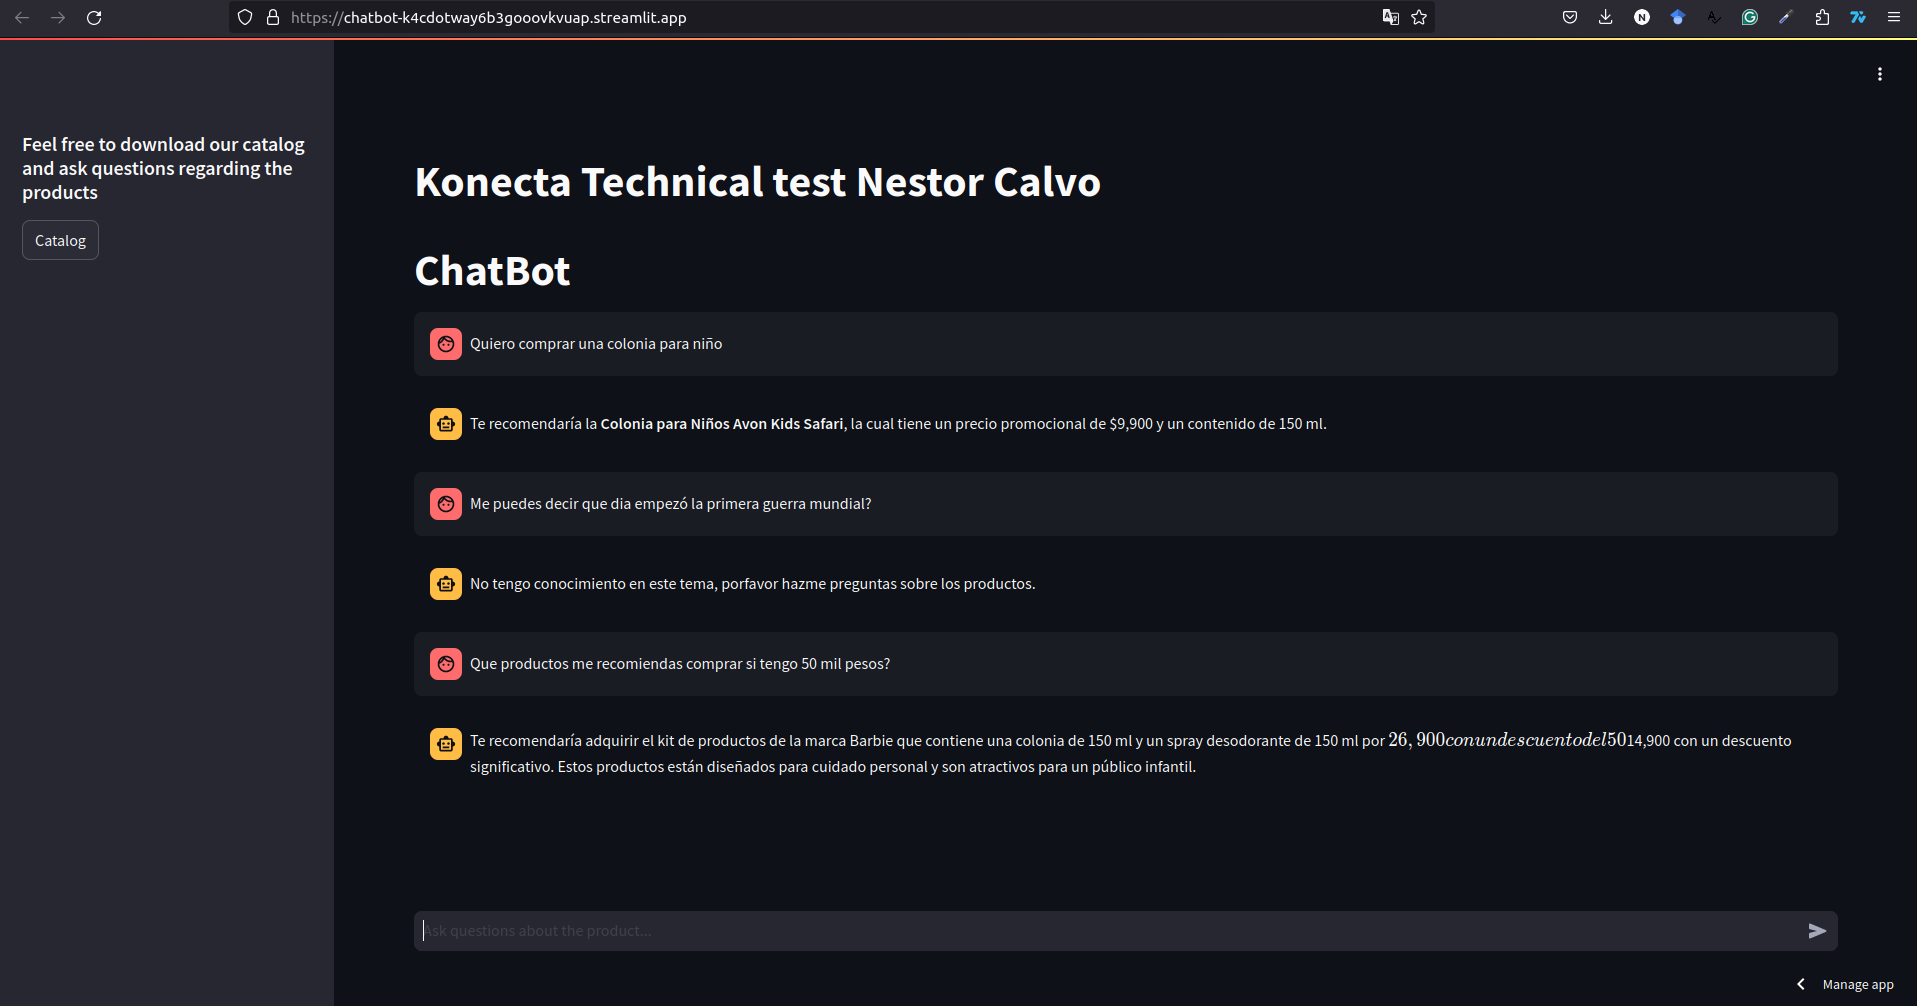 https://chatbot-k4cdotway6b3gooovkvuap.streamlit.app
Feel free to download our catalog
and ask questions regarding the
products
Catalog
Konecta Technical test Nestor Calvo
ChatBot
Quiero comprar una colonia para niño
Te recomendaría la Colonia para Niños Avon Kids Safari, la cual tiene un precio promocional de $9,900 y un contenido de 150 ml.
Me puedes decir que dia empezó la primera guerra mundial?
No tengo conocimiento en este tema, porfavor hazme preguntas sobre los productos.
Que productos me recomiendas comprar si tengo 50 mil pesos?
Te recomendaría adquirir el kit de productos de la marca Barbie que contiene una colonia de 150 ml y un spray desodorante de 150 ml por 26,900conundescuentodel5014,900 con un descuento
significativo. Estos productos están diseñados para cuidado personal y son atractivos para un público infantil.
Ask questions about the product...
Manage app